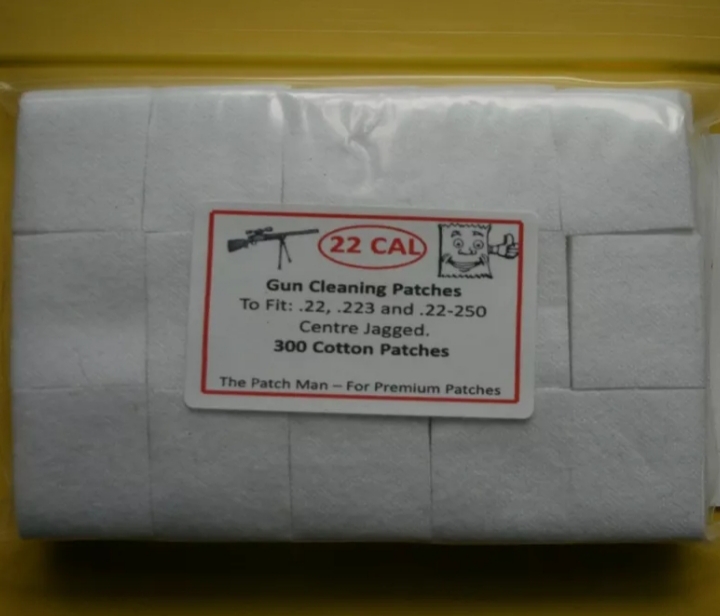 22 CAL
Gun Cleaning Patches
To Fit: .22, .223 and .22-250
Centre Jagged.
300 Cotton Patches
The Patch Man – For Premium Patches